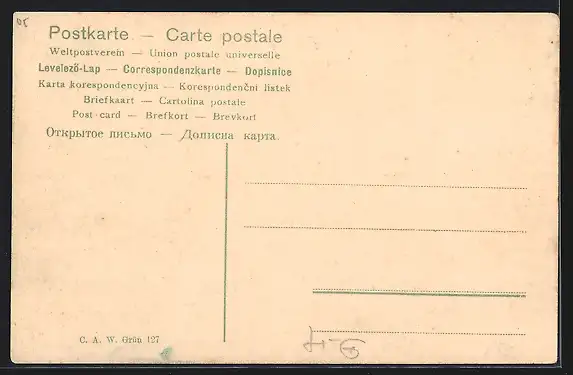 Postkarte — Carte postale
Weltpostverein — Union postale universelle
Levelező-Lap — Correspondenzkarte — Dopisnice
Karta korespondencyjna — Korespondenční listek
Briefkaart — Cartolina postale
Post card — Brefkort — Brevkort
Открытое письмо — Дописна карта.
C. A. W. Grün 127